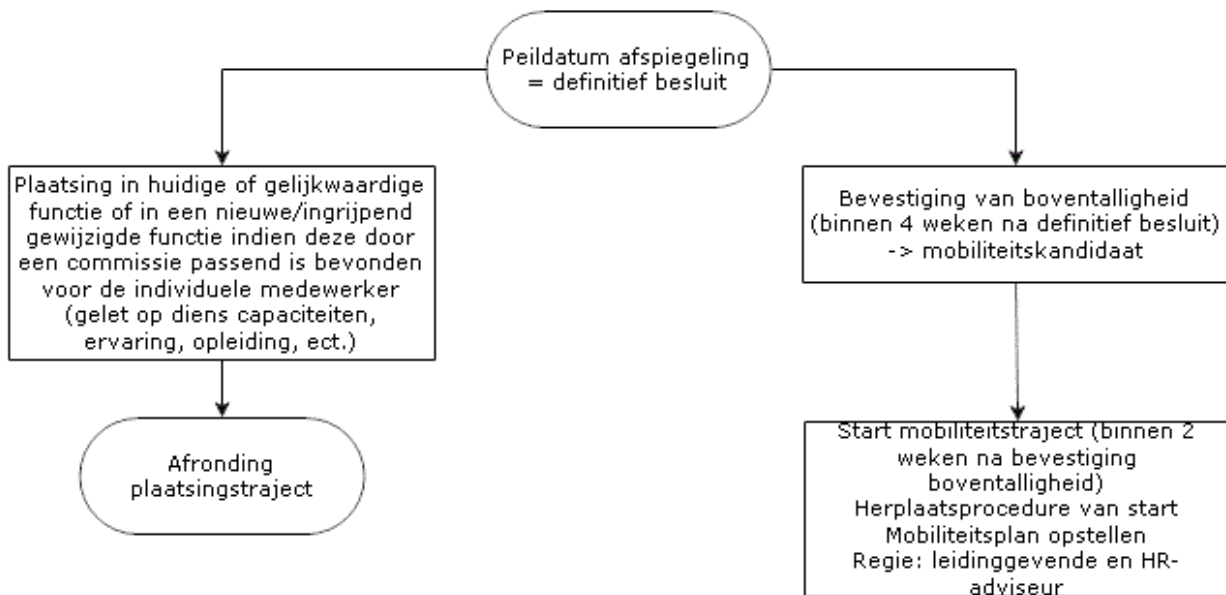 Peildatum afspiegeling
= definitief besluit
Plaatsing in huidige of gelijkwaardige
functie of in een nieuwe/ingrijpend
gewijzigde functie indien deze door
een commissie passend is bevonden
voor de individuele medewerker
(gelet op diens capaciteiten,
ervaring, opleiding, ect.)
Bevestiging van boventalligheid
(binnen 4 weken na definitief besluit)
-> mobiliteitskandidaat
Afronding
plaatsingstraject
Start mobiliteitstraject (binnen 2
weken na bevestiging
boventalligheid)
Herplaatsprocedure van start
Mobiliteitsplan opstellen
Regie: leidinggevende en HR-
adviseur